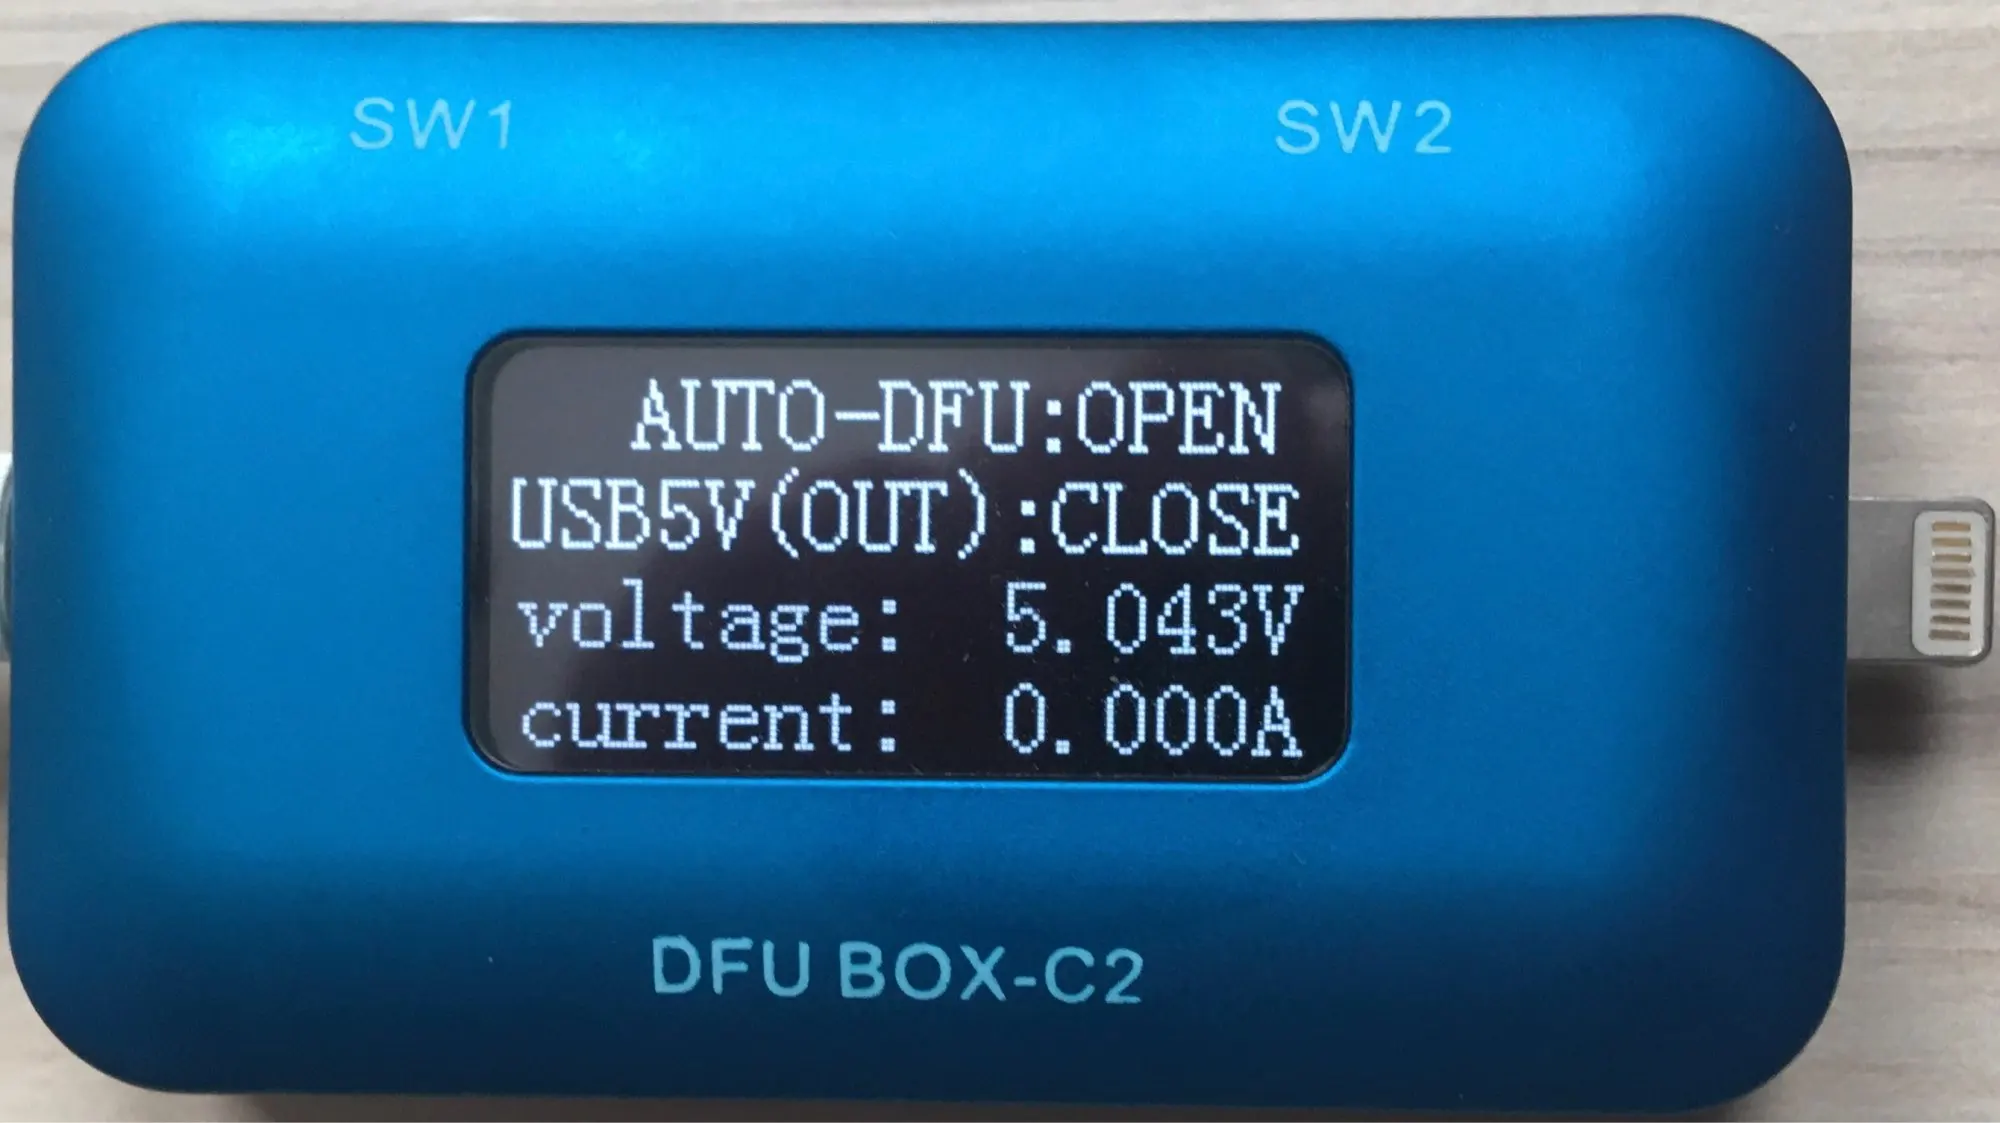 SW1 SW2
AUTO-DFU:OPEN
USB5V(OUT):CLOSE
voltage: 5.043V
current: 0.000A
DFU BOX-C2